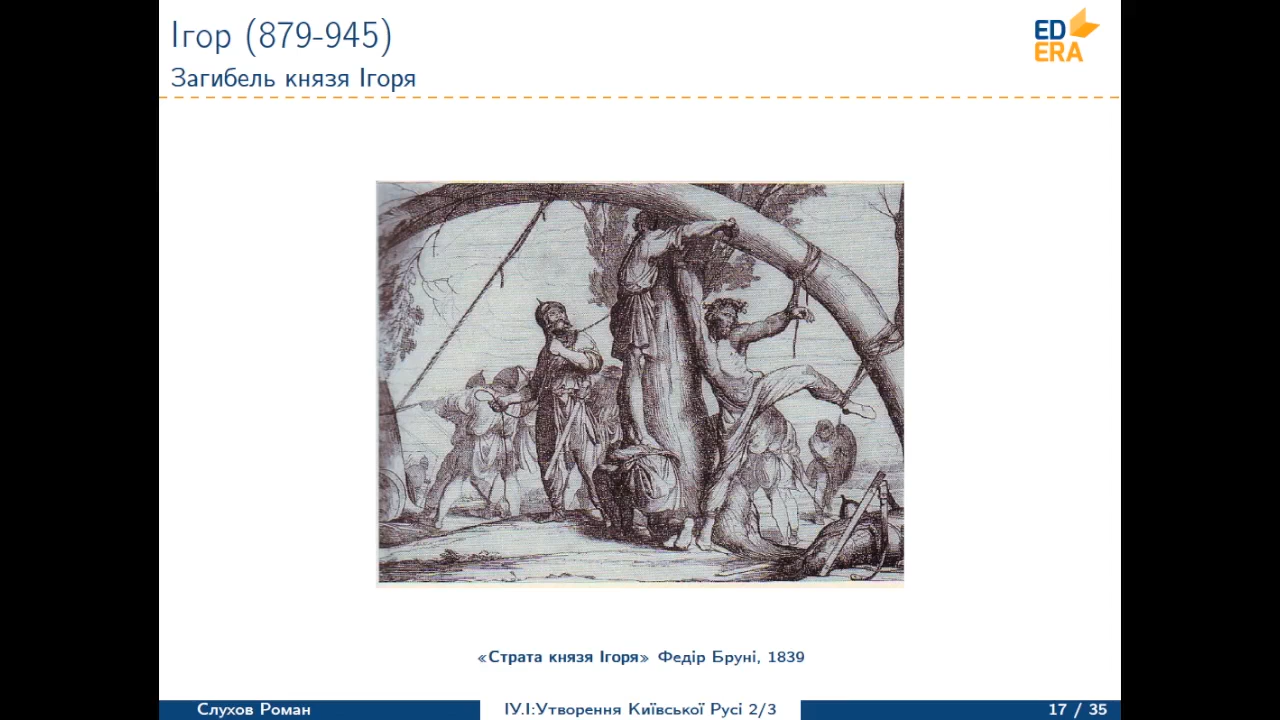 Ігор (879-945)
Загибель князя Ігоря
ED
ERA
«Страта князя Ігоря» Федір Бруні, 1839
Слухов Роман
ІУ.І:Утворення Київської Русі 2/3
17 / 35